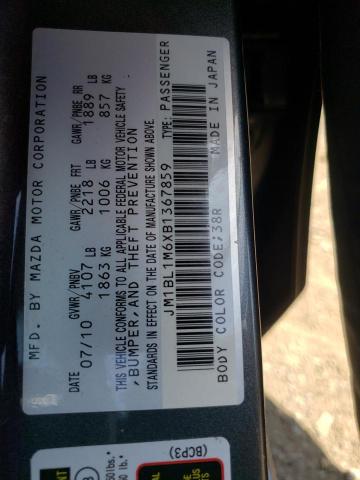 MFD. BY MAZDA MOTOR CORPORATION
DATE GVWR/PNBV GAWR/PNBE FRT GAWR/PNBE RR
07/10 4107 LB 2218 LB 1889 LB
1863 KG 1006 KG 857 KG
THIS VEHICLE CONFORMS TO ALL APPLICABLE FEDERAL MOTOR VEHICLE SAFETY
, BUMPER, AND THEFT PREVENTION
STANDARDS IN EFFECT ON THE DATE OF MANUFACTURE SHOWN ABOVE.
JM1BL1M6XB1367859 TYPE: PASSENGER
BODY COLOR CODE;38R MADE IN JAPAN
(BCP3)